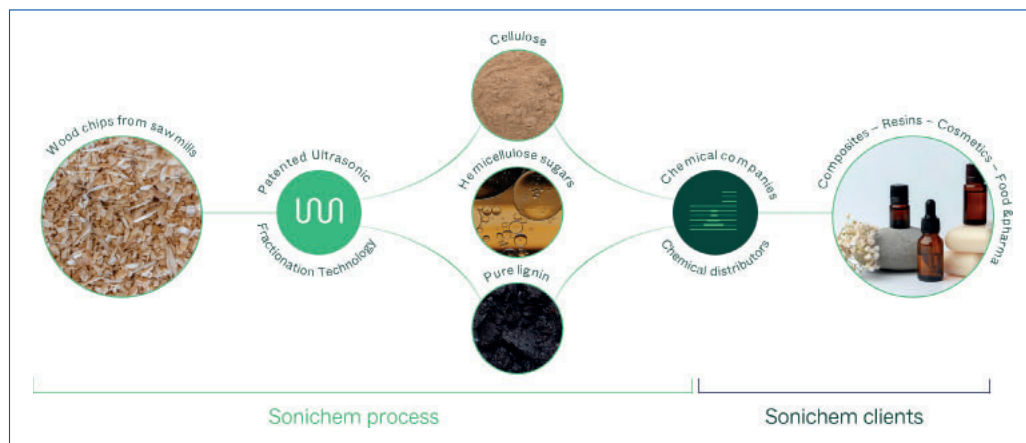 Wood chips from sawmills
Patented Ultrasonic
Fractionation Technology
Cellulose
Hemicellulose sugars
Pure lignin
Chemical companies
Chemical distributors
Composites – Resins – Cosmetics – Food & pharma
Sonichem process
Sonichem clients